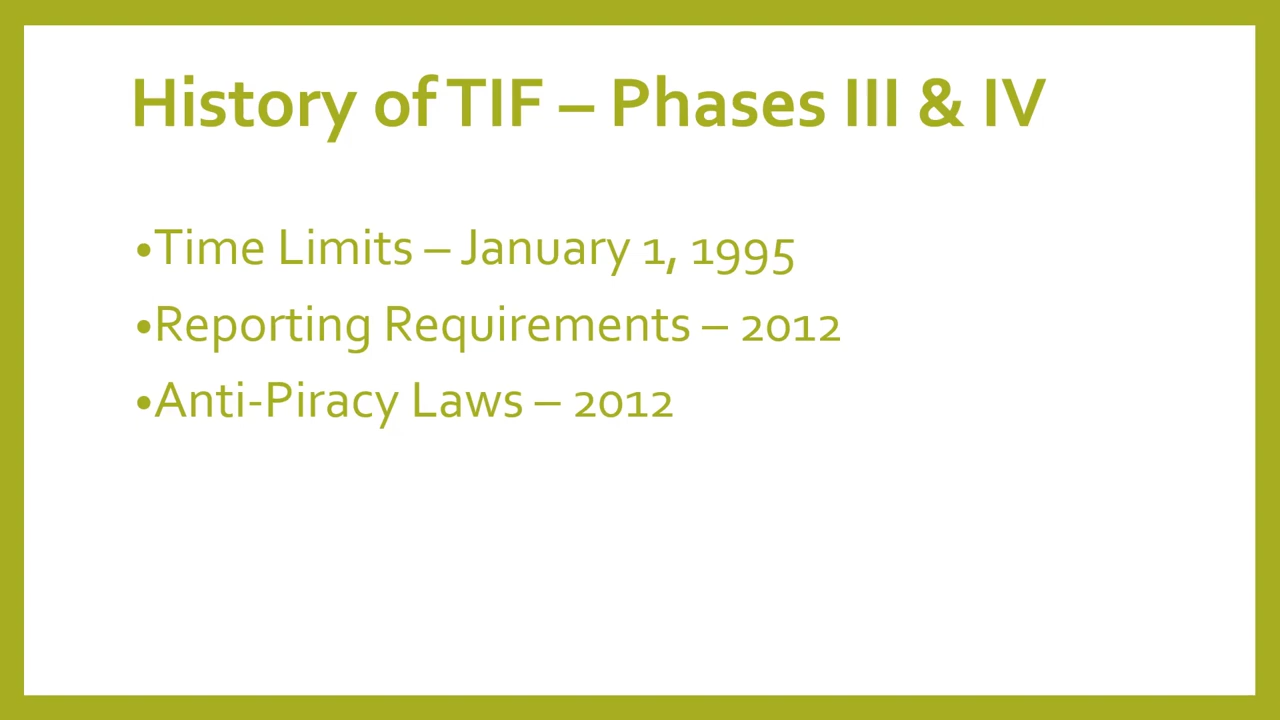 History of TIF – Phases III & IV
•Time Limits – January 1, 1995
•Reporting Requirements – 2012
•Anti-Piracy Laws – 2012